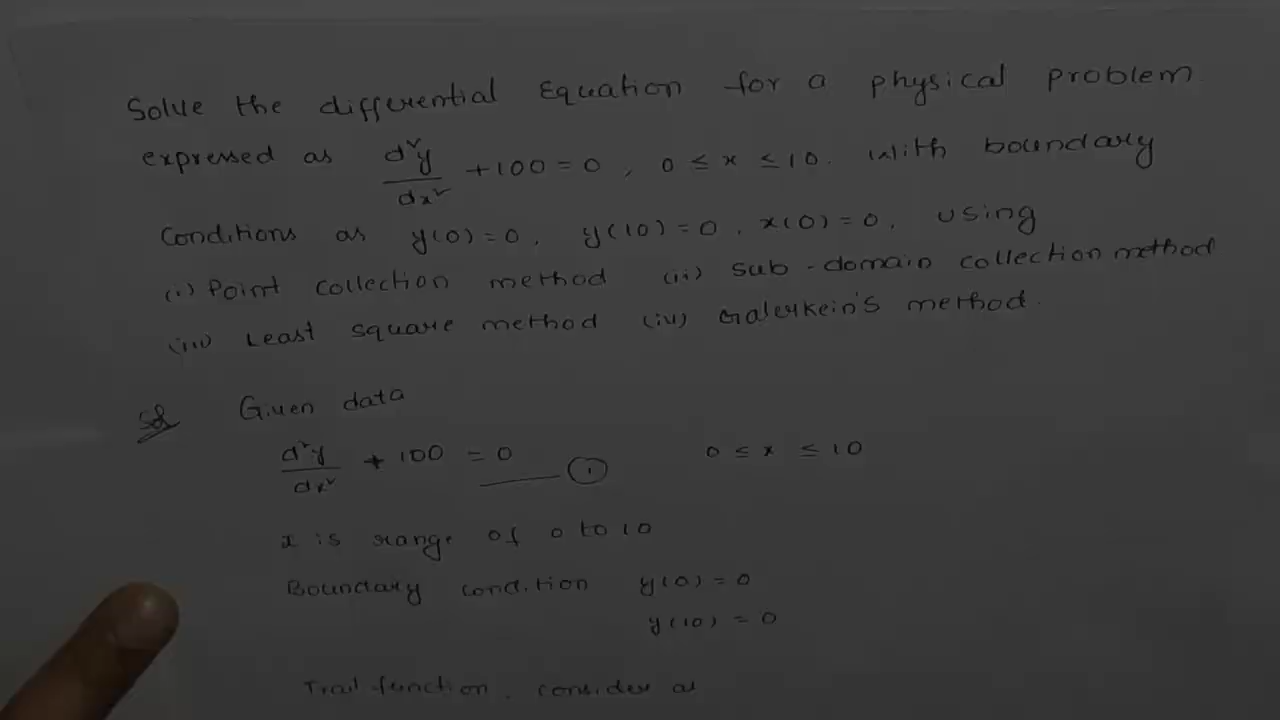 Solve the differential Equation for a physical problem
expressed as d²y/dx² +100 = 0 , 0 ≤ x ≤ 10. With boundary
Conditions as y(0) = 0, y(10) = 0, x(0) = 0, using
(i) Point collection method (ii) sub-domain collection method
(iii) Least square method (iv) Galerkein's method.
Sol Given data
d²y/dx² + 100 = 0 ——— ① 0 ≤ x ≤ 10
x is range of 0 to 10
Boundary condition y(0) = 0
y(10) = 0
Trail function, consider as